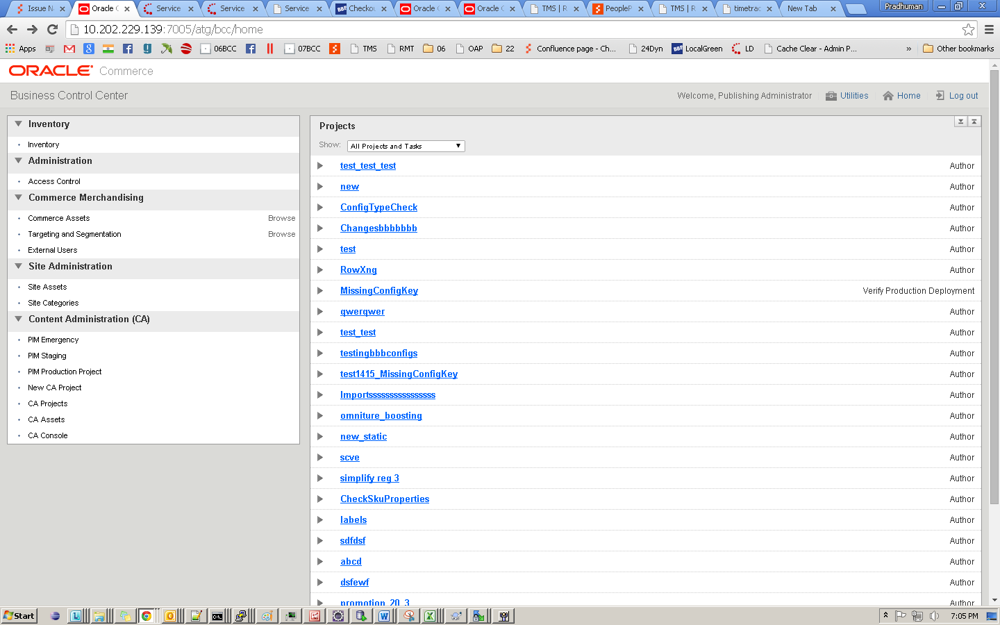 Issue Na
Oracle C
Service
Service
Service
Checkou
Oracle C
Oracle C
TMS | R
PeopleP
TMS | R
timetrac
New Tab
Pradhuman
10.202.229.139:7005/atg/bcc/home
Apps
06BCC
07BCC
TMS
RMT
06
OAP
22
Confluence page - Ch...
24Dyn
LocalGreen
LD
Cache Clear - Admin P...
»
Other bookmarks
ORACLE Commerce
Business Control Center
Welcome, Publishing Administrator
Utilities
Home
Log out
Inventory
Inventory
Administration
Access Control
Commerce Merchandising
Commerce Assets Browse
Targeting and Segmentation Browse
External Users
Site Administration
Site Assets
Site Categories
Content Administration (CA)
PIM Emergency
PIM Staging
PIM Production Project
New CA Project
CA Projects
CA Assets
CA Console
Projects
Show: All Projects and Tasks
test_test_test Author
new Author
ConfigTypeCheck Author
Changesbbbbbbb Author
test Author
RowXng Author
MissingConfigKey Verify Production Deployment
qwerqwer Author
test_test Author
testingbbbconfigs Author
test1415_MissingConfigKey Author
Importssssssssssssssss Author
omniture_boosting Author
new_static Author
scve Author
simplify reg 3 Author
CheckSkuProperties Author
labels Author
sdfdsf Author
abcd Author
dsfewf Author
promotion_20_3 Author
Start
7:05 PM